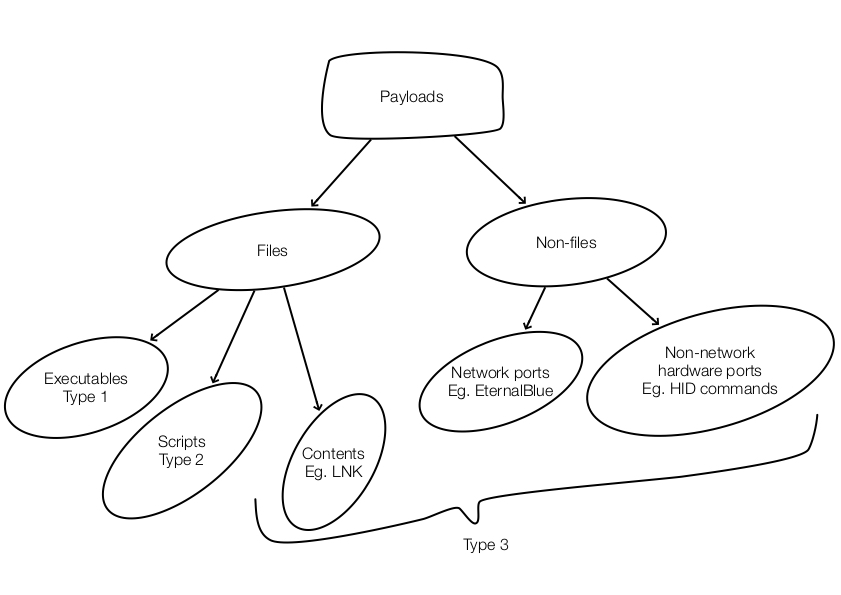 Payloads
Files
Non-files
Executables
Type 1
Scripts
Type 2
Contents
Eg. LNK
Network ports
Eg. EternalBlue
Non-network
hardware ports
Eg. HID commands
Type 3